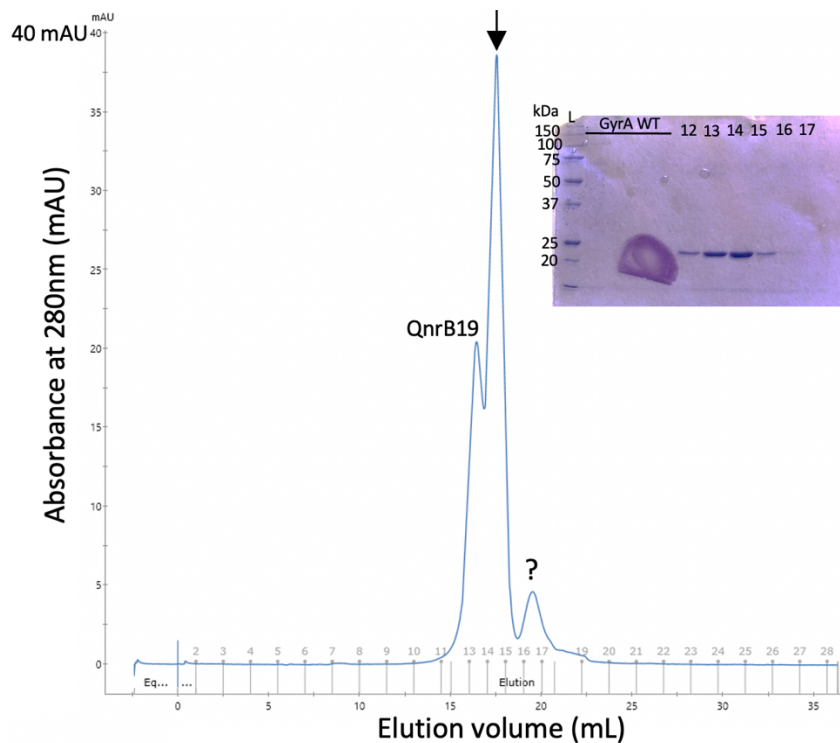 40 mAU
mAU
40
35
30
25
20
15
10
5
0
Absorbance at 280nm (mAU)
QnrB19
?
kDa L GyrA WT 12 13 14 15 16 17
150
100
75
50
37
25
20
2 3 4 5 6 7 8 9 10 11 13 14 15 16 17 19 20 21 22 23 24 25 26 27 28
Eq... ... Elution
0 5 10 15 20 25 30 35
Elution volume (mL)